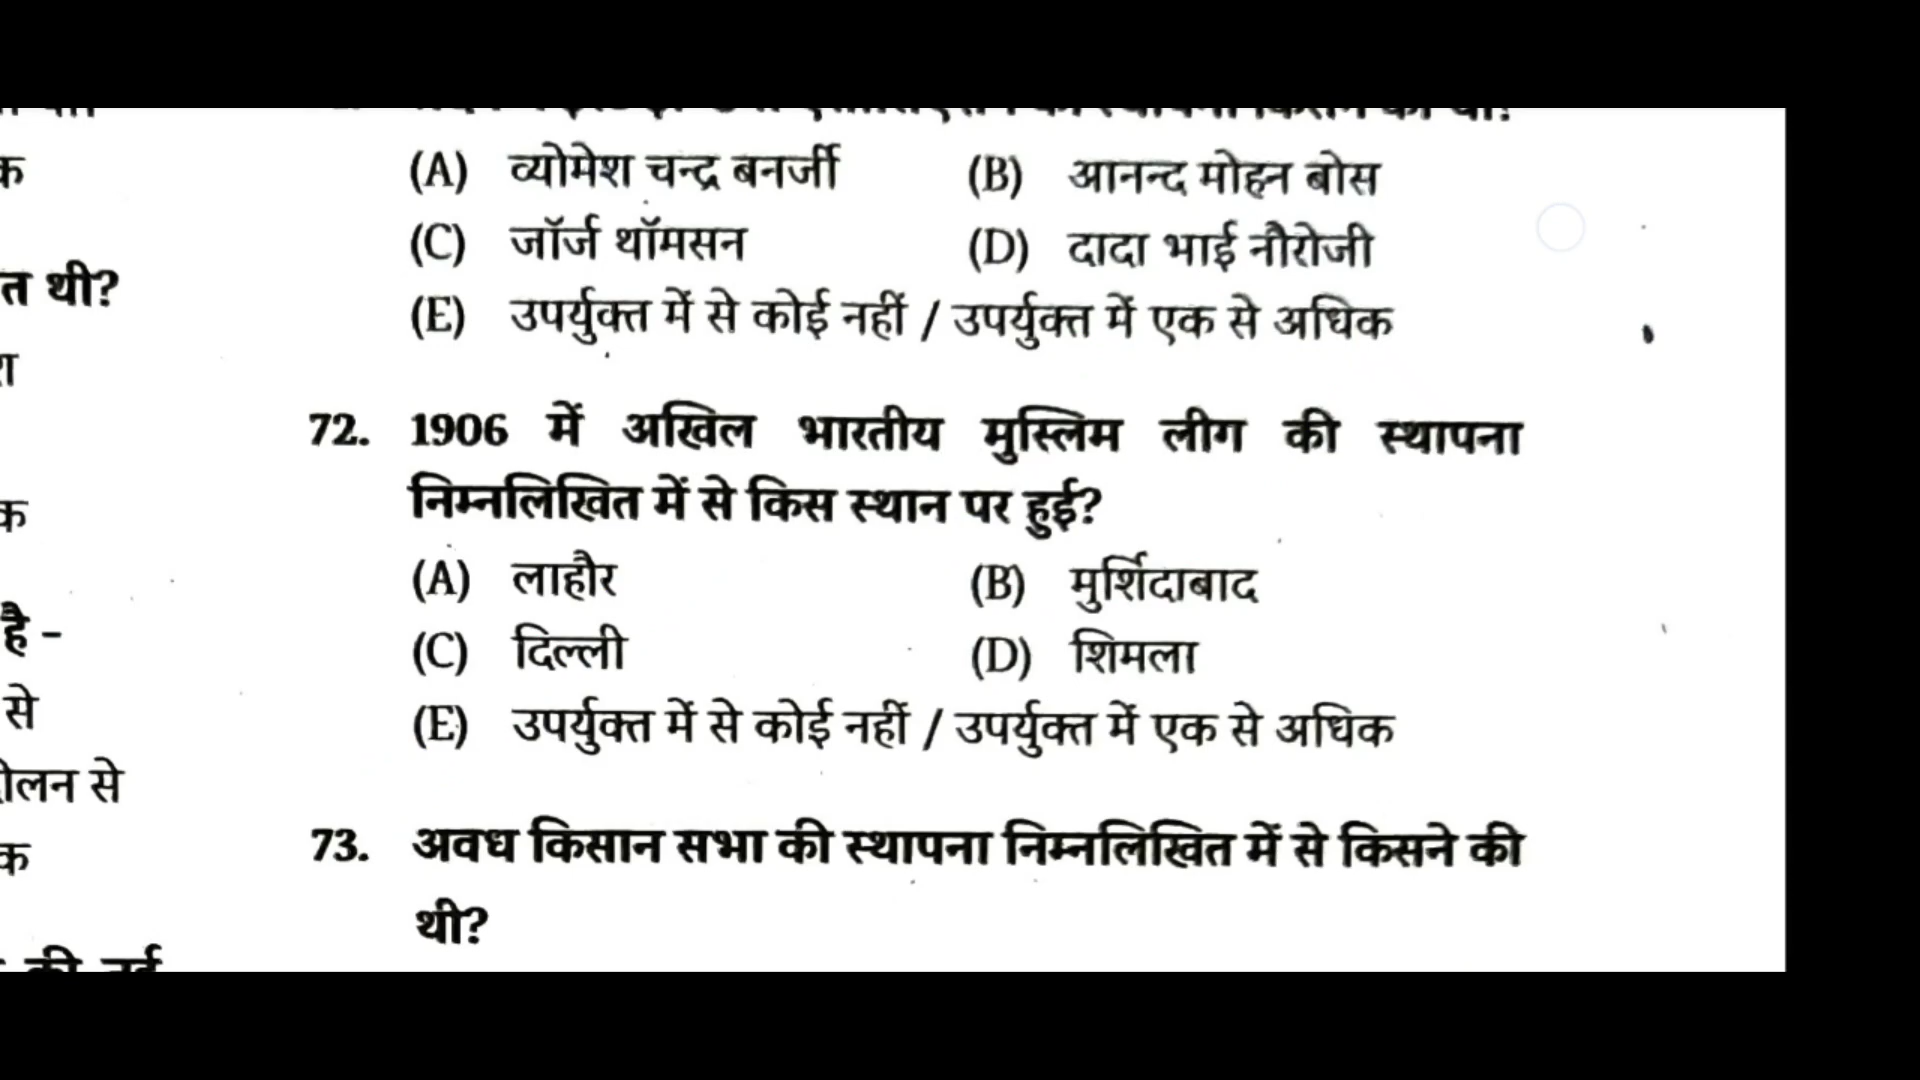 (A) व्योमेश चन्द्र बनर्जी (B) आनन्द मोहन बोस
(C) जॉर्ज थॉमसन (D) दादा भाई नौरोजी
(E) उपर्युक्त में से कोई नहीं / उपर्युक्त में एक से अधिक
72. 1906 में अखिल भारतीय मुस्लिम लीग की स्थापना
निम्नलिखित में से किस स्थान पर हुई?
(A) लाहौर (B) मुर्शिदाबाद
(C) दिल्ली (D) शिमला
(E) उपर्युक्त में से कोई नहीं / उपर्युक्त में एक से अधिक
73. अवध किसान सभा की स्थापना निम्नलिखित में से किसने की
थी?
क
त थी?
क
है -
से
क